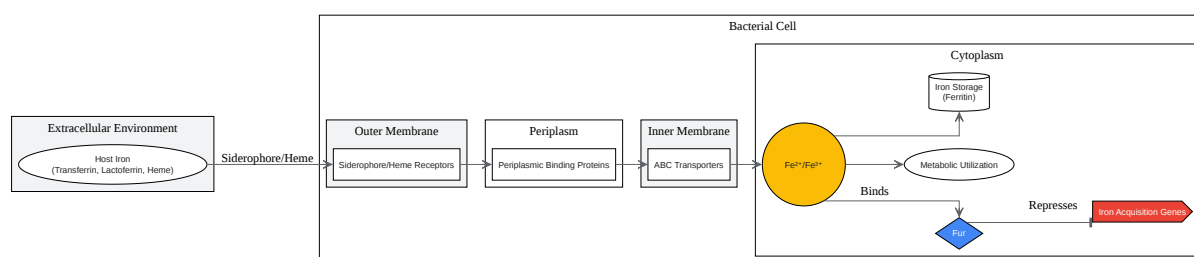 Bacterial Cell
Cytoplasm
Iron Storage
(Ferritin)
Extracellular Environment
Outer Membrane
Periplasm
Inner Membrane
Host Iron
(Transferrin, Lactoferrin, Heme)
Siderophore/Heme
Siderophore/Heme Receptors
Periplasmic Binding Proteins
ABC Transporters
Fe²⁺/Fe³⁺
Metabolic Utilization
Binds
Represses
Iron Acquisition Genes
Fur